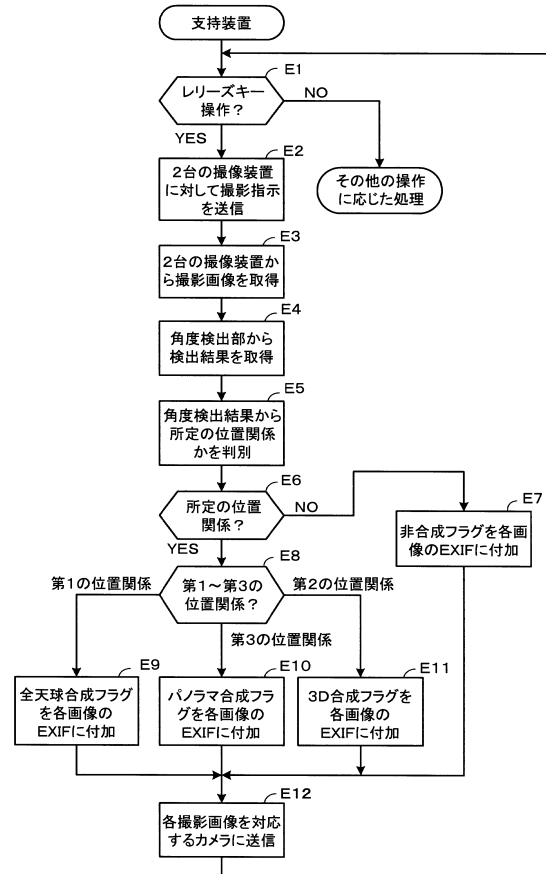 支持装置
E1
レリーズキー
操作？
NO
YES
E2
2台の撮像装置
に対して撮影指示
を送信
その他の操作
に応じた処理
E3
2台の撮像装置から
撮影画像を取得
E4
角度検出部から
検出結果を取得
E5
角度検出結果から
所定の位置関係
かを判別
E6
所定の位置
関係？
NO
YES
E7
非合成フラグを各画
像のEXIFに付加
E8
第1～第3の
位置関係？
第1の位置関係
第2の位置関係
第3の位置関係
E9
全天球合成フラグ
を各画像の
EXIFに付加
E10
パノラマ合成フラ
グを各画像の
EXIFに付加
E11
3D合成フラグを
各画像の
EXIFに付加
E12
各撮影画像を対応
するカメラに送信